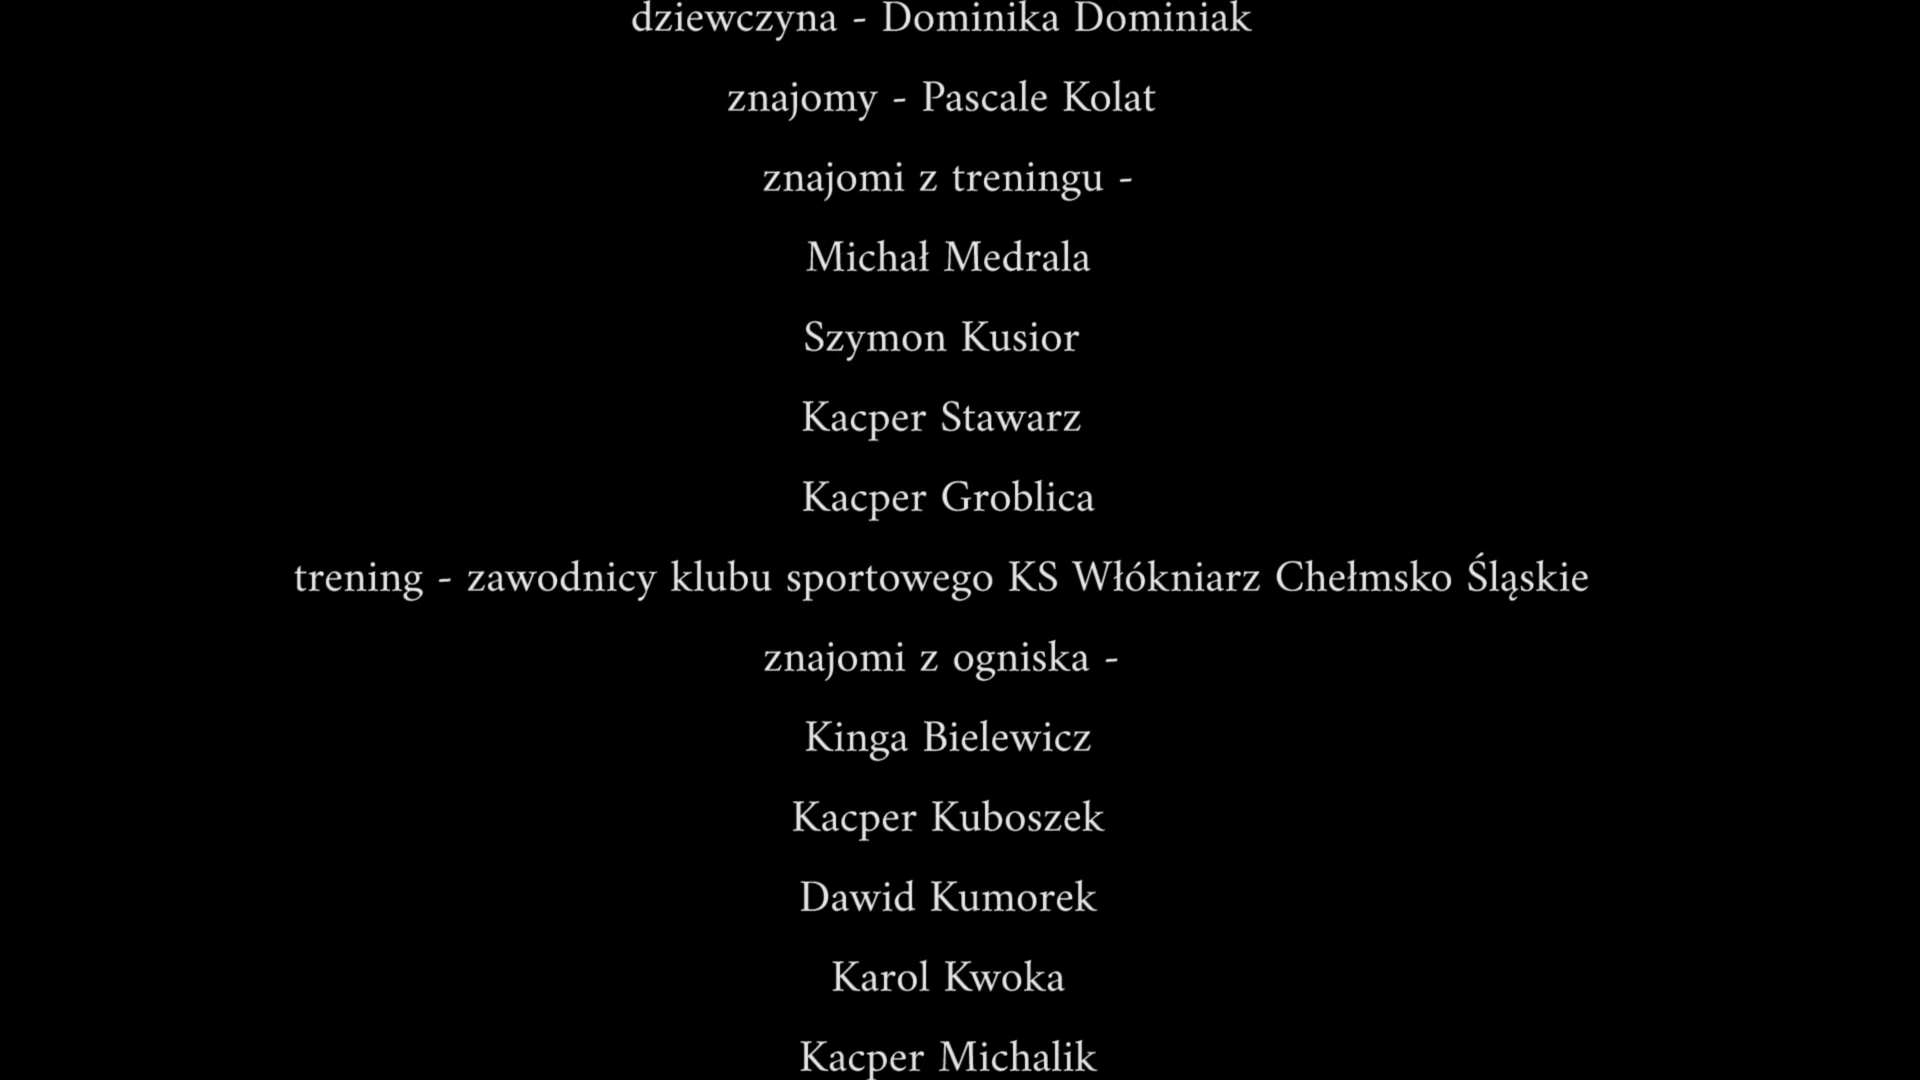 dziewczyna - Dominika Dominiak
znajomy - Pascale Kolat
znajomi z treningu -
Michał Medrala
Szymon Kusior
Kacper Stawarz
Kacper Groblica
trening - zawodnicy klubu sportowego KS Włókniarz Chełmsko Śląskie
znajomi z ogniska -
Kinga Bielewicz
Kacper Kuboszek
Dawid Kumorek
Karol Kwoka
Kacper Michalik